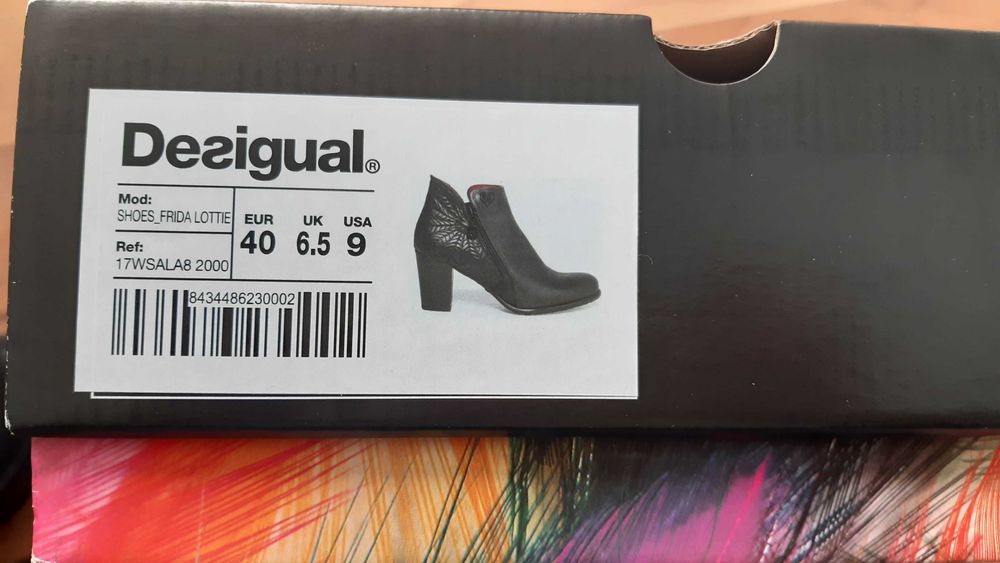 Desigual®
Mod:
SHOES_FRIDA LOTTIE
Ref:
17WSALA8 2000
EUR UK USA
40 6.5 9
8434486230002